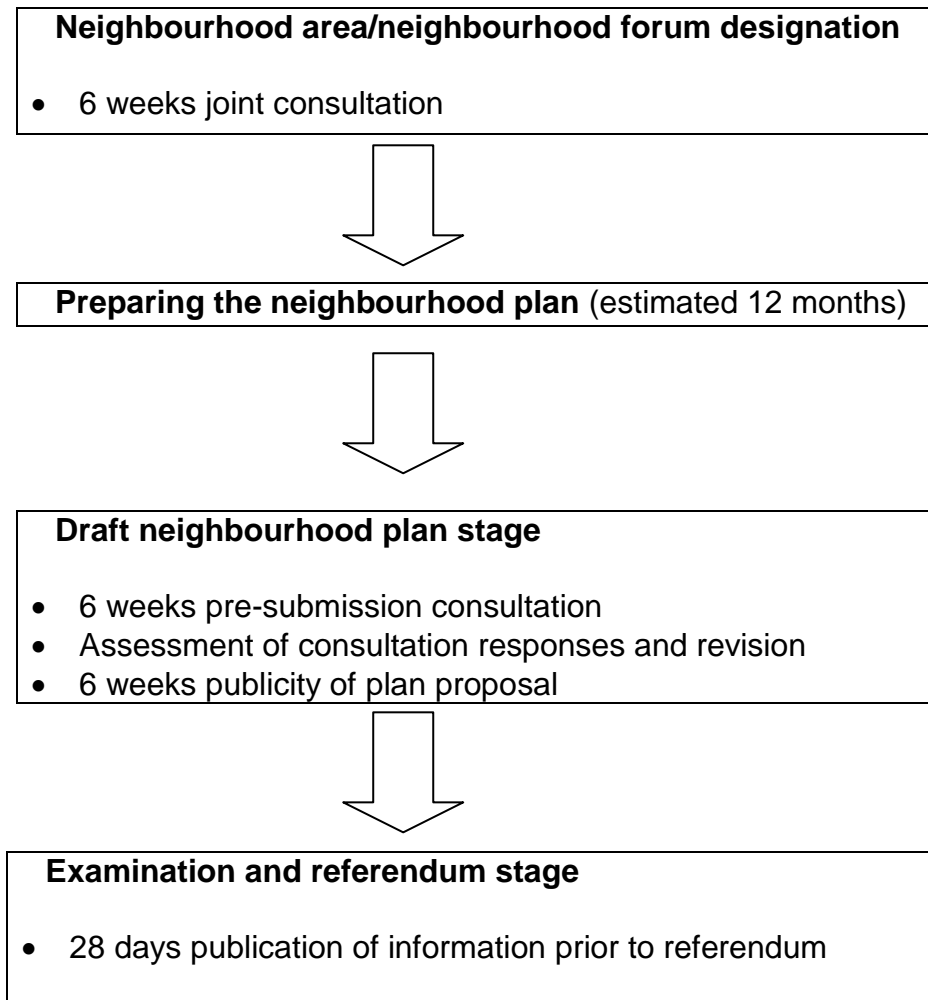 Neighbourhood area/neighbourhood forum designation
• 6 weeks joint consultation
Preparing the neighbourhood plan (estimated 12 months)
Draft neighbourhood plan stage
• 6 weeks pre-submission consultation
• Assessment of consultation responses and revision
• 6 weeks publicity of plan proposal
Examination and referendum stage
• 28 days publication of information prior to referendum